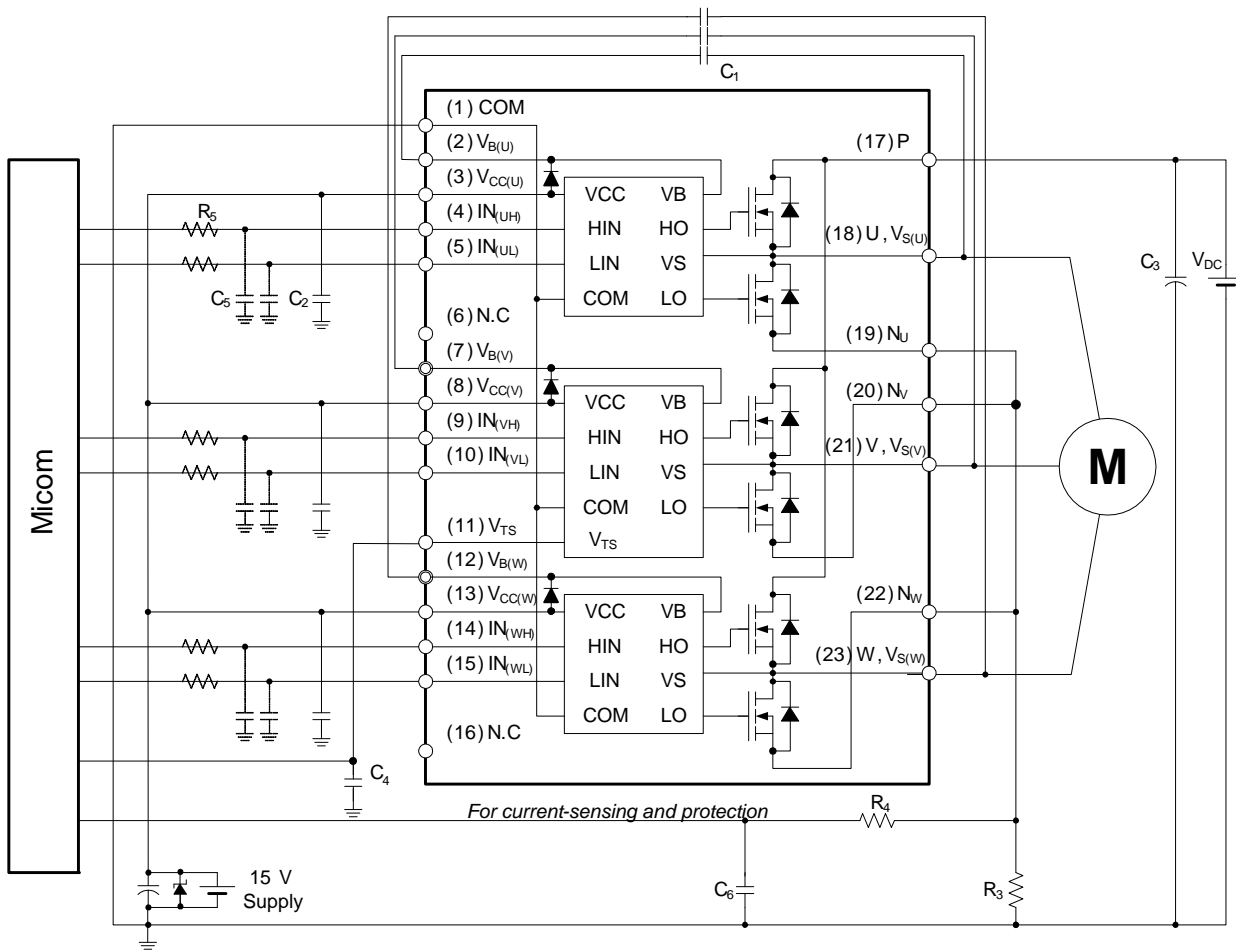 C1
(1) COM
(2) VB(U)
(3) VCC(U)
(4) IN(UH)
(5) IN(UL)
(6) N.C
(7) VB(V)
(8) VCC(V)
(9) IN(VH)
(10) IN(VL)
(11) VTS
(12) VB(W)
(13) VCC(W)
(14) IN(WH)
(15) IN(WL)
(16) N.C
VCC VB
HIN HO
LIN VS
COM LO
VCC VB
HIN HO
LIN VS
COM LO
VTS
VCC VB
HIN HO
LIN VS
COM LO
(17) P
(18) U, VS(U)
(19) NU
(20) NV
(21) V, VS(V)
(22) NW
(23) W, VS(W)
Micom
R5
C5
C2
C4
C3
VDC
M
For current-sensing and protection
R4
R3
C6
15 V
Supply